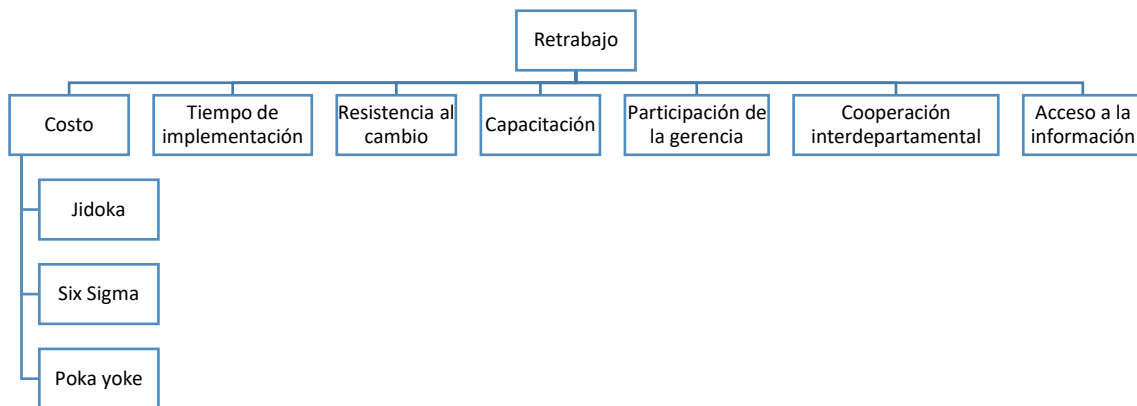 Retrabajo
Costo
Tiempo de
implementación
Resistencia al
cambio
Capacitación
Participación de
la gerencia
Cooperación
interdepartamental
Acceso a la
información
Jidoka
Six Sigma
Poka yoke